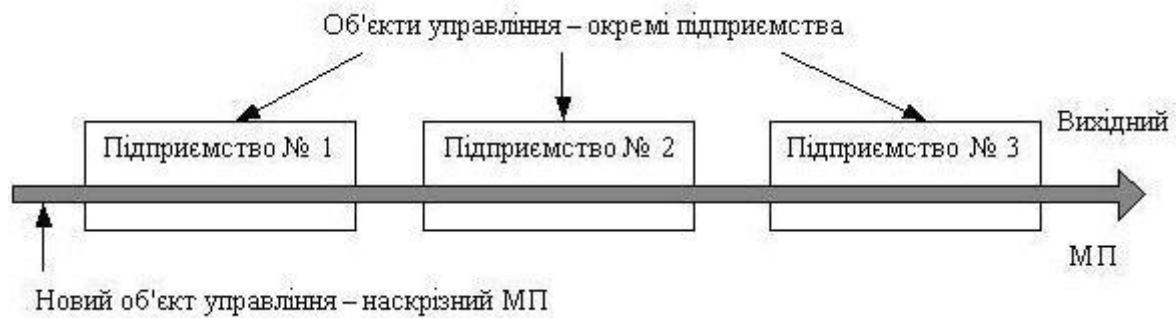 Об'єкти управління – окремі підприємства
Підприємство № 1
Підприємство № 2
Підприємство № 3
Вихідний
МП
Новий об'єкт управління – наскрізний МП